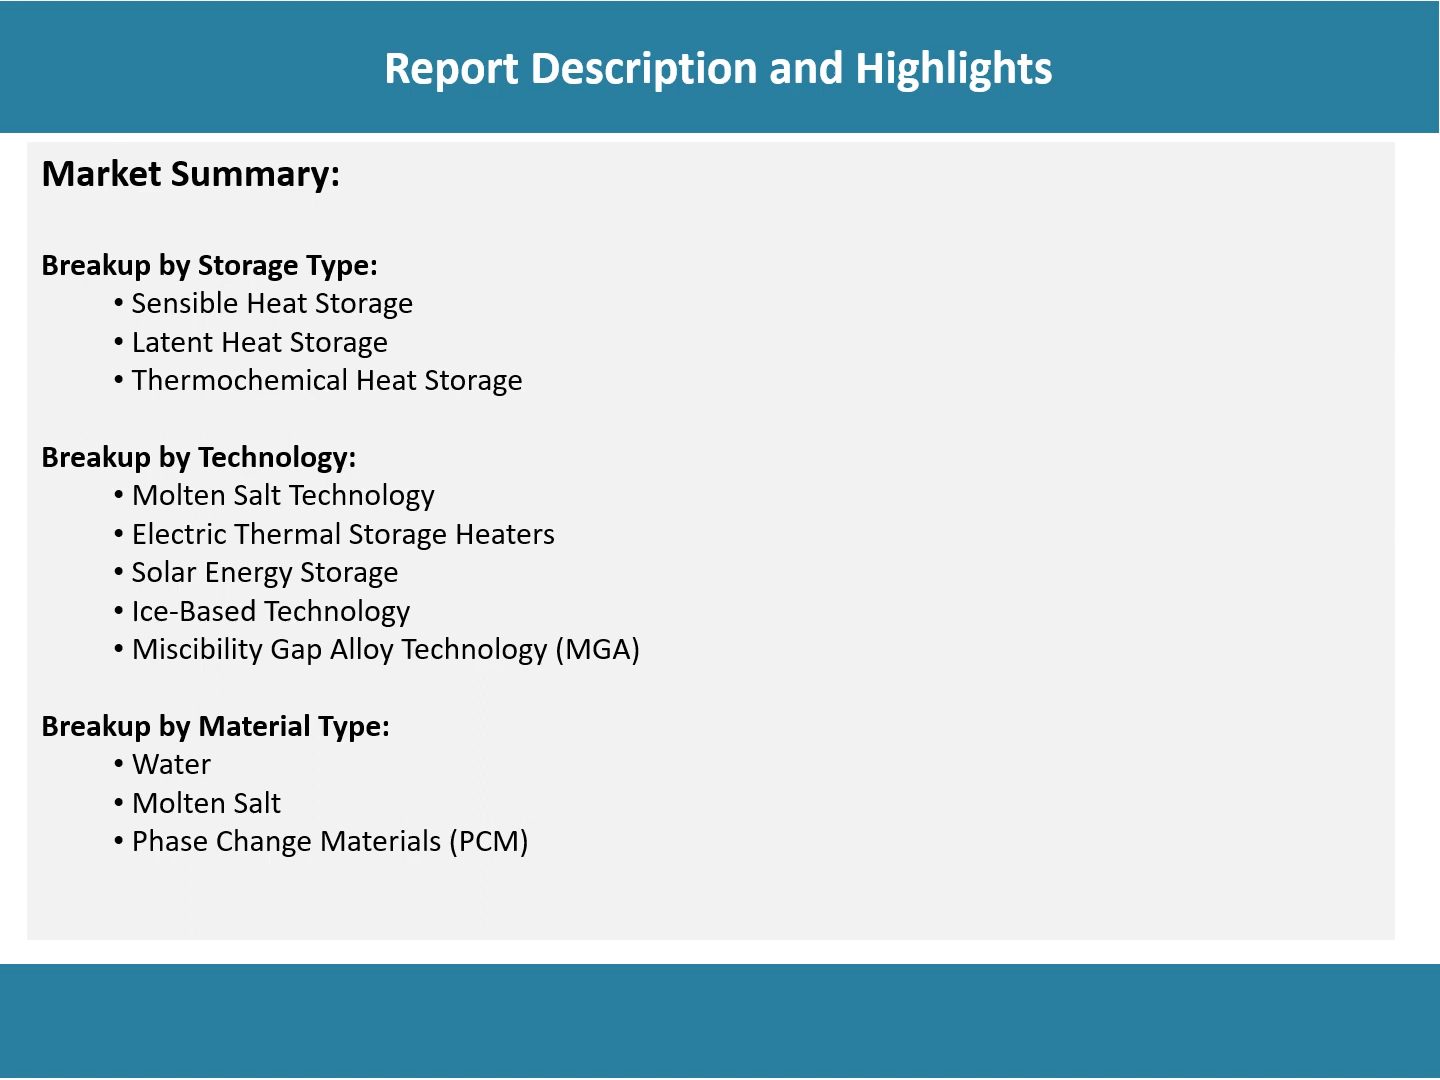 Report Description and Highlights
Market Summary:
Breakup by Storage Type:
• Sensible Heat Storage
• Latent Heat Storage
• Thermochemical Heat Storage
Breakup by Technology:
• Molten Salt Technology
• Electric Thermal Storage Heaters
• Solar Energy Storage
• Ice-Based Technology
• Miscibility Gap Alloy Technology (MGA)
Breakup by Material Type:
• Water
• Molten Salt
• Phase Change Materials (PCM)